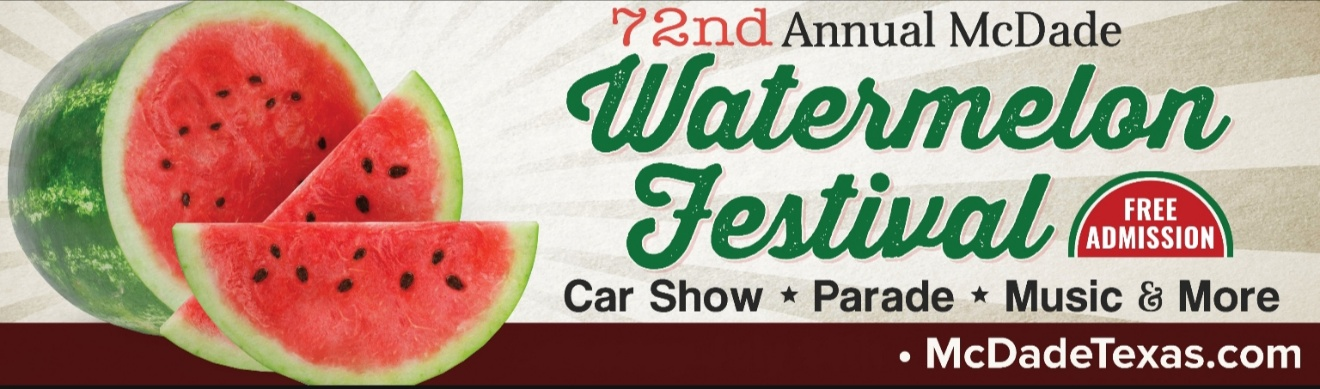 72nd Annual McDade
Watermelon
Festival
FREE
ADMISSION
Car Show ★ Parade ★ Music & More
• McDadeTexas.com